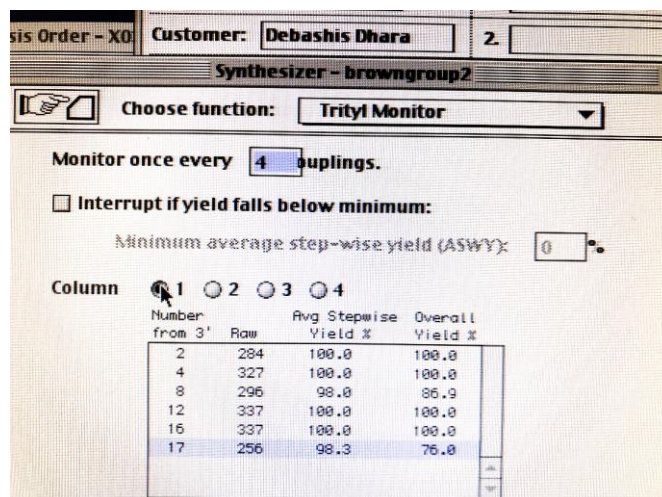 sis Order - X0
Customer: Debashis Dhara 2.
Synthesizer - browngroup2
Choose function: Trityl Monitor
Monitor once every 4 ouplings.
Interrupt if yield falls below minimum:
Minimum average step-wise yield (ASWY): 0 %
Column 1 2 3 4
Number Avg Stepwise Overall
from 3' Raw Yield % Yield %
2 284 100.0 100.0
4 327 100.0 100.0
8 296 98.0 86.9
12 337 100.0 100.0
16 337 100.0 100.0
17 256 98.3 76.0